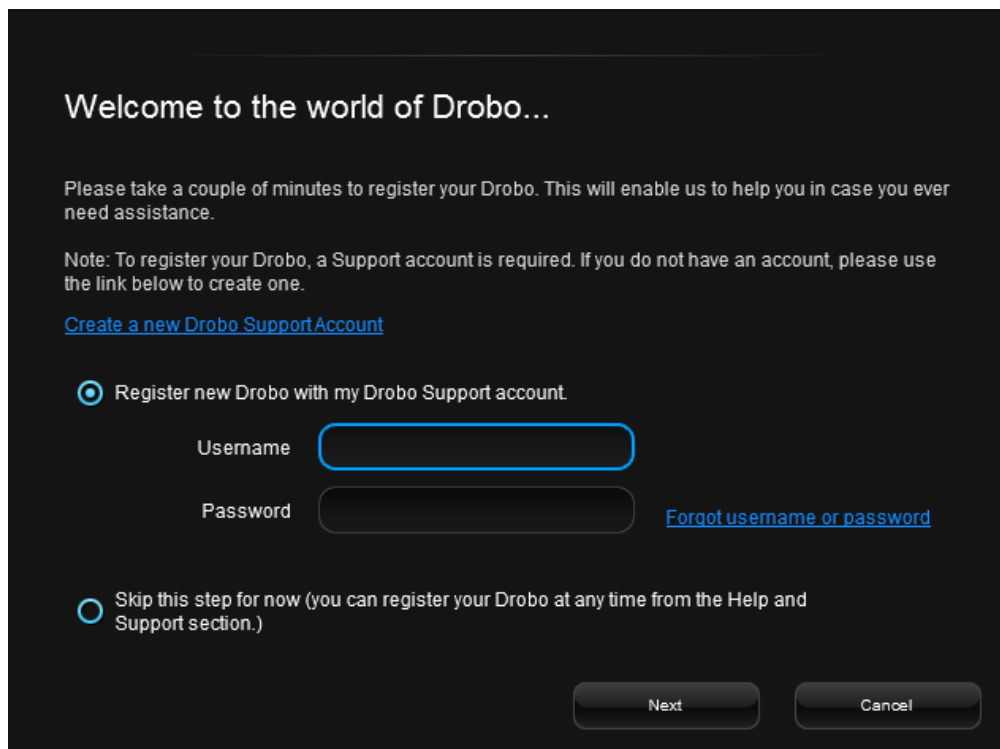 Welcome to the world of Drobo...
Please take a couple of minutes to register your Drobo. This will enable us to help you in case you ever
need assistance.
Note: To register your Drobo, a Support account is required. If you do not have an account, please use
the link below to create one.
Create a new Drobo Support Account
Register new Drobo with my Drobo Support account.
Username
Password
Forgot username or password
Skip this step for now (you can register your Drobo at any time from the Help and
Support section.)
Next
Cancel